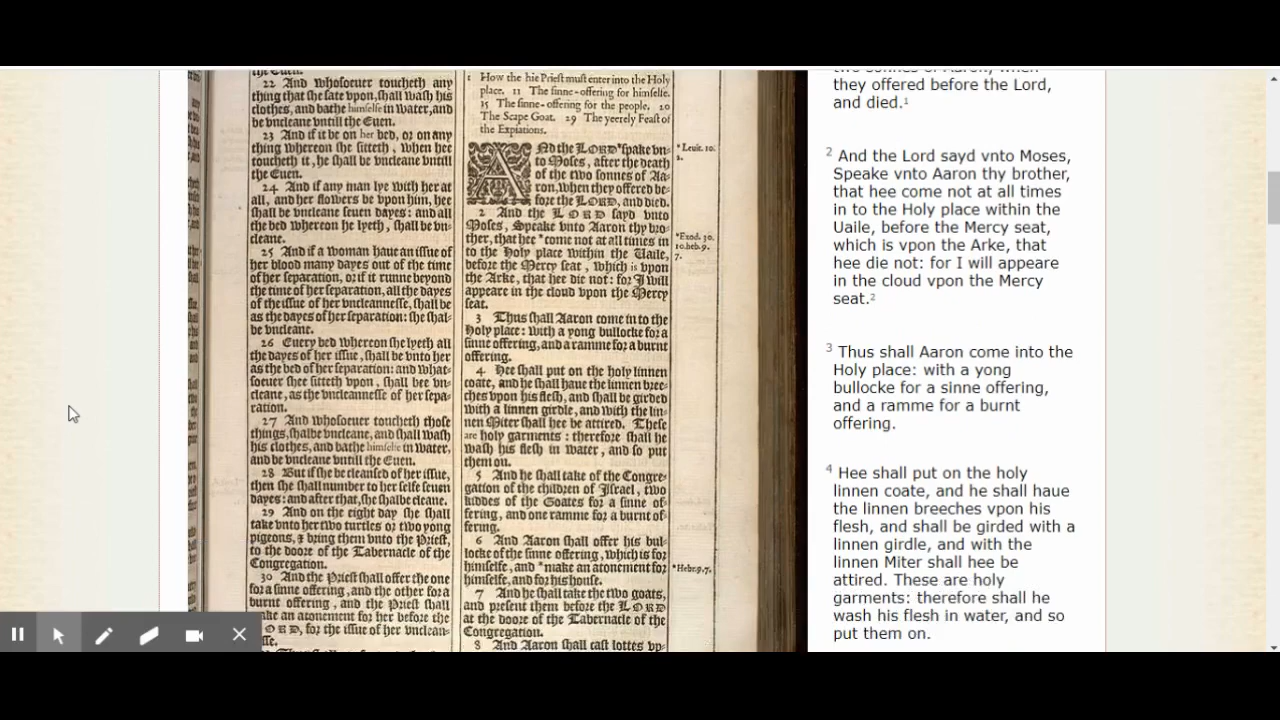 the Euen.
22 And whosoeuer toucheth any
thing that she sate vpon, shall wash his
clothes, and bathe himselfe in water, and
be vncleane vntill the Euen.
23 And if it be on her bed, or on any
thing whereon she sitteth, when hee
toucheth it, he shall be vncleane vntill
the Euen.
24 And if any man lye with her at
all, and her flowers be vpon him, hee
shall be vncleane seuen dayes: and all
the bed whereon he lyeth, shall be vn-
cleane.
25 And if a woman haue an issue of
her blood many dayes out of the time
of her separation, or if it runne beyond
the time of her separation, all the dayes
of the issue of her vncleannesse, shall be
as the dayes of her separation: she shal-
be vncleane.
26 Euery bed whereon she lyeth all
the dayes of her issue, shall be vnto her
as the bed of her separation: and what-
soeuer shee sitteth vpon, shall bee vn-
cleane, as the vncleannesse of her sepa-
ration.
27 And whosoeuer toucheth those
things, shalbe vncleane, and shall wash
his clothes, and bathe himselfe in water,
and be vncleane vntill the Euen.
28 But if she be cleansed of her issue,
then she shall number to her selfe seuen
dayes: and after that, she shalbe cleane.
29 And on the eight day she shall
take vnto her two turtles or two yong
pigeons, & bring them vnto the Priest,
to the doore of the Tabernacle of the
Congregation.
30 And the Priest shall offer the one
for a sinne offering, and the other for a
burnt offering, and the Priest shall
ake an atonement for her before the
ORD, for the issue of her vnclean-
sse.
1 How the hie Priest must enter into the Holy
place. 11 The sinne-offering for himselfe.
15 The sinne-offering for the people. 20
The Scape Goat. 29 The yeerely Feast of
the Expiations.
ANd the LORD *spake vn-
to Moses, after the death
of the two sonnes of Aa-
ron, when they offered be-
fore the LORD, and died.
2 And the LORD sayd vnto
Moses, Speake vnto Aaron thy bro-
ther, that hee *come not at all times in
to the Holy place within the Uaile,
before the Mercy seat, which is vpon
the Arke, that hee die not: for I will
appeare in the cloud vpon the Mercy
seat.
3 Thus shall Aaron come in to the
Holy place: with a yong bullocke for a
sinne offering, and a ramme for a burnt
offering.
4 Hee shall put on the holy linnen
coate, and he shall haue the linnen bree-
ches vpon his flesh, and shall be girded
with a linnen girdle, and with the lin-
nen Miter shall hee be attired. These
are holy garments: therefore shall he
wash his flesh in water, and so put
them on.
5 And he shall take of the Congre-
gation of the children of Israel, two
kiddes of the Goates for a sinne of-
fering, and one ramme for a burnt of-
fering.
6 And Aaron shall offer his bul-
locke of the sinne offering, which is for
himselfe, and *make an atonement for
himselfe, and for his house.
7 And he shall take the two goats,
and present them before the LORD
at the doore of the Tabernacle of the
Congregation.
8 And Aaron shall cast lottes vp-
*Leuit. 10.
2.
*Exod. 30.
10. heb. 9.
7.
*Hebr. 9. 7.
two sonnes of Aaron, when
they offered before the Lord,
and died.1
2 And the Lord sayd vnto Moses,
Speake vnto Aaron thy brother,
that hee come not at all times
in to the Holy place within the
Uaile, before the Mercy seat,
which is vpon the Arke, that
hee die not: for I will appeare
in the cloud vpon the Mercy
seat.2
3 Thus shall Aaron come into the
Holy place: with a yong
bullocke for a sinne offering,
and a ramme for a burnt
offering.
4 Hee shall put on the holy
linnen coate, and he shall haue
the linnen breeches vpon his
flesh, and shall be girded with a
linnen girdle, and with the
linnen Miter shall hee be
attired. These are holy
garments: therefore shall he
wash his flesh in water, and so
put them on.